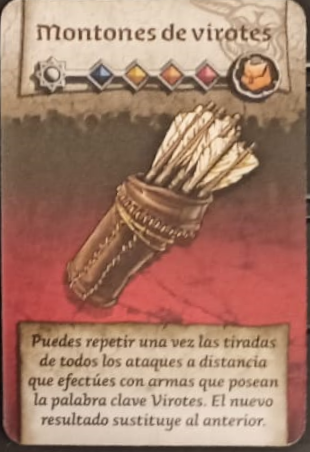 Montones de virotes
Puedes repetir una vez las tiradas
de todos los ataques a distancia
que efectúes con armas que posean
la palabra clave Virotes. El nuevo
resultado sustituye al anterior.